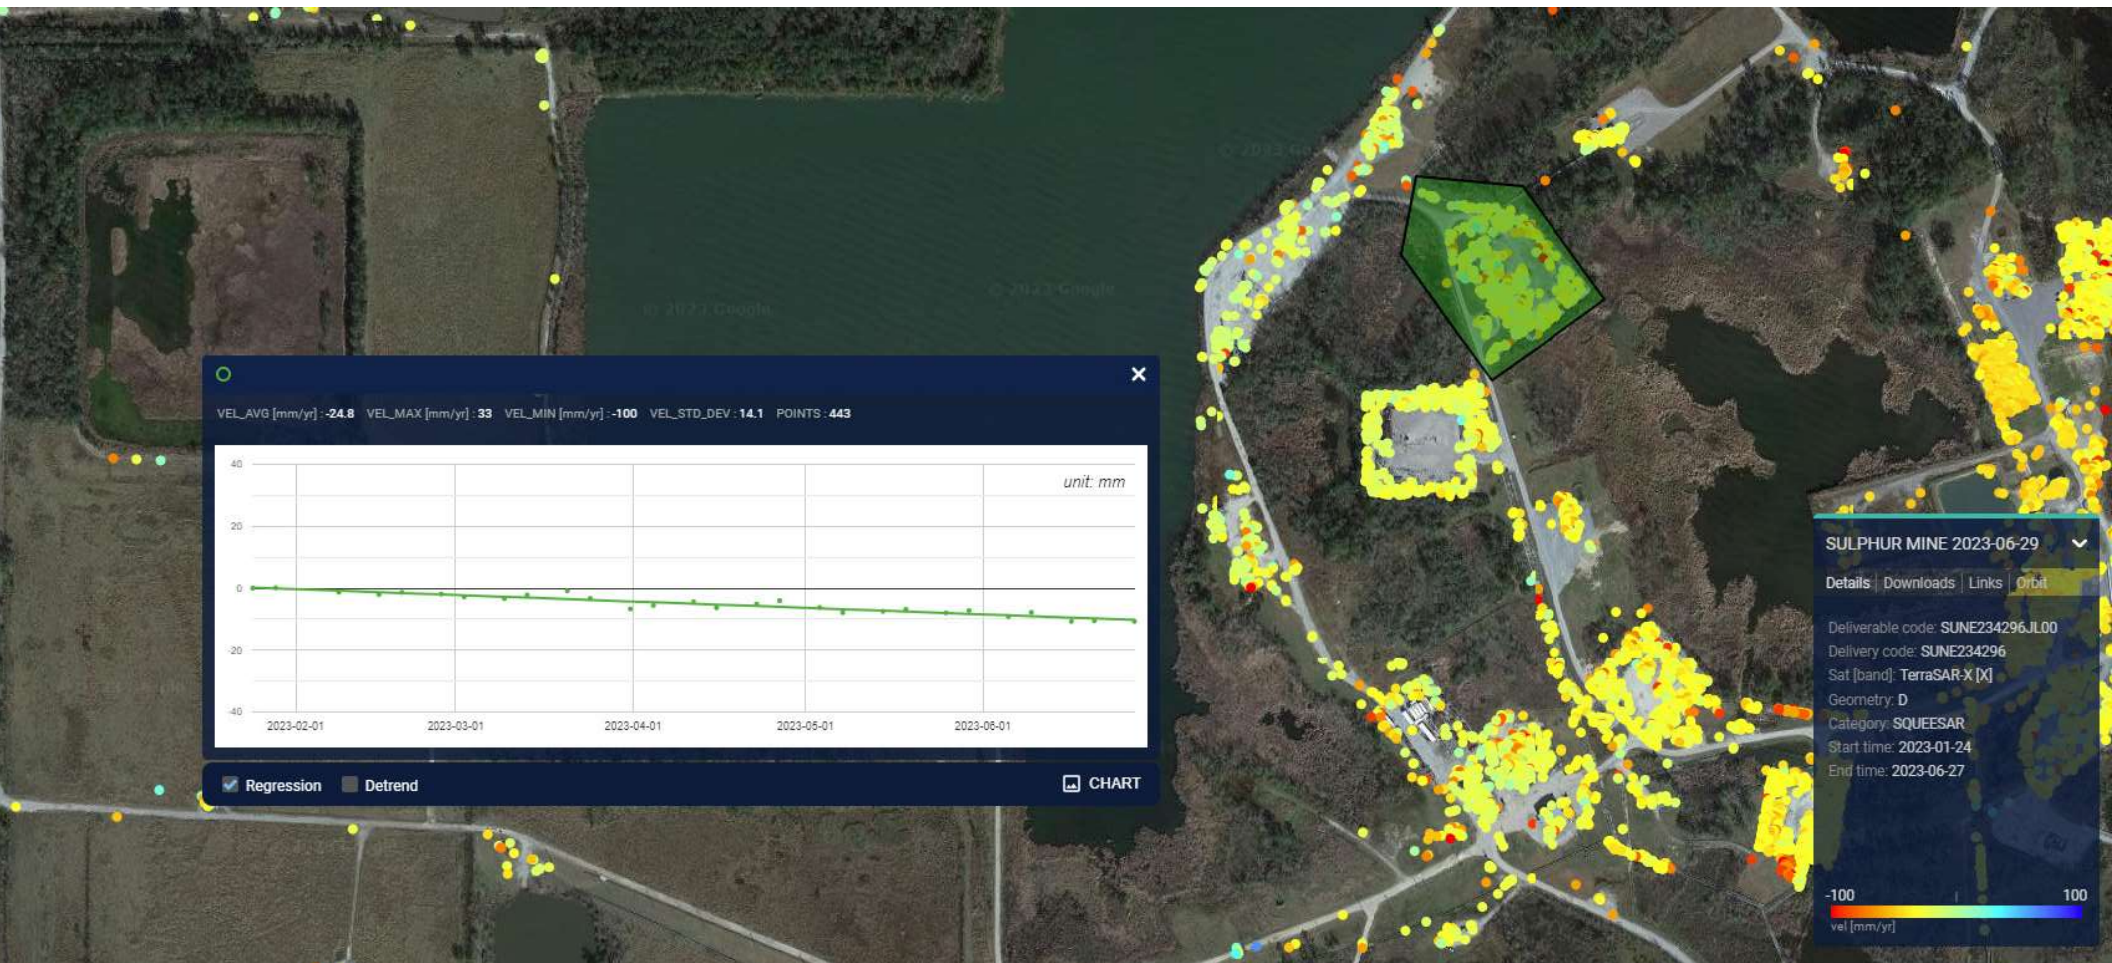 © 2023 Google
© 2023 Google
VEL_AVG [mm/yr] : -24.8 VEL_MAX [mm/yr] : 33 VEL_MIN [mm/yr] : -100 VEL_STD_DEV : 14.1 POINTS : 443
unit: mm
40
20
0
-20
-40
2023-02-01 2023-03-01 2023-04-01 2023-05-01 2023-06-01
Regression Detrend CHART
SULPHUR MINE 2023-06-29
Details | Downloads | Links | Orbit
Deliverable code: SUNE234296JL00
Delivery code: SUNE234296
Sat [band]: TerraSAR-X [X]
Geometry: D
Category: SQUEESAR
Start time: 2023-01-24
End time: 2023-06-27
-100 100
vel [mm/yr]